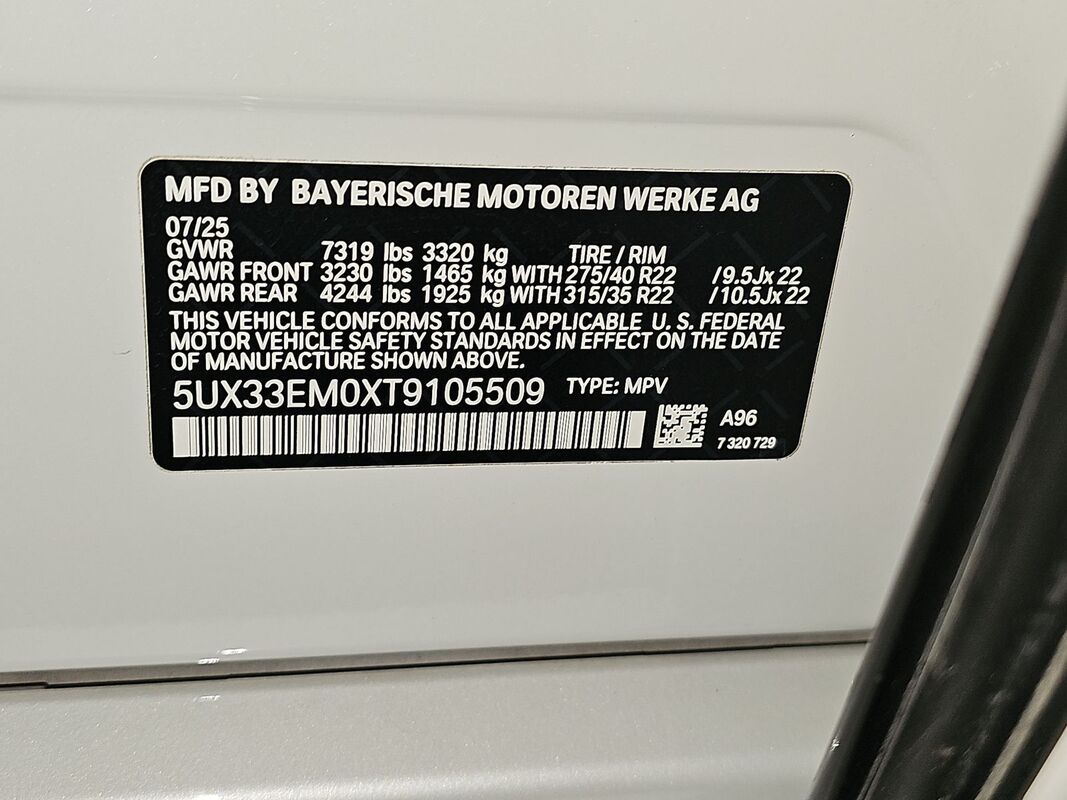 MFD BY BAYERISCHE MOTOREN WERKE AG
07/25
GVWR 7319 lbs 3320 kg TIRE / RIM
GAWR FRONT 3230 lbs 1465 kg WITH 275/40 R22 /9.5Jx 22
GAWR REAR 4244 lbs 1925 kg WITH 315/35 R22 /10.5Jx 22
THIS VEHICLE CONFORMS TO ALL APPLICABLE U. S. FEDERAL
MOTOR VEHICLE SAFETY STANDARDS IN EFFECT ON THE DATE
OF MANUFACTURE SHOWN ABOVE.
5UX33EM0XT9105509 TYPE: MPV
A96
7 320 729